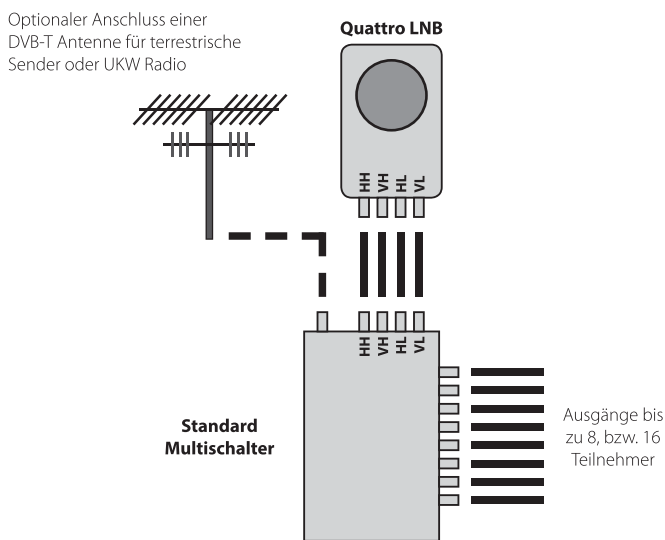 Optionaler Anschluss einer
DVB-T Antenne für terrestrische
Sender oder UKW Radio
Quattro LNB
HH
VH
HL
VL
HH
VH
HL
VL
Standard
Multischalter
Ausgänge bis
zu 8, bzw. 16
Teilnehmer